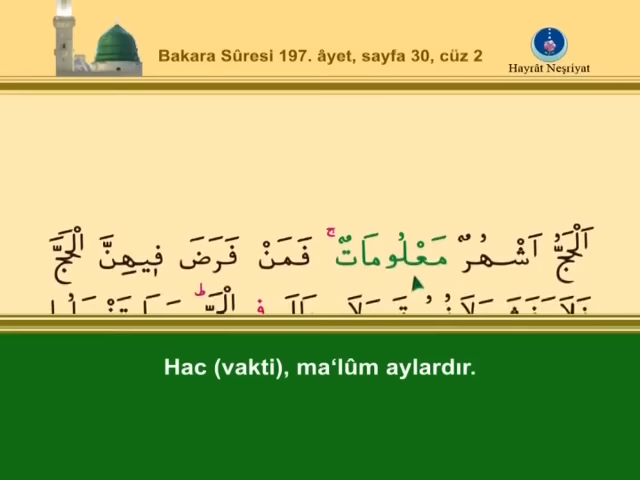 Bakara Sûresi 197. âyet, sayfa 30, cüz 2
Hayrât Neşriyat
اَلْحَجُّ اَشْهُرٌ مَعْلُومَاتٌ ۚ فَمَنْ فَرَضَ ف۪يهِنَّ الْحَجَّ
Hac (vakti), ma‘lûm aylardır.